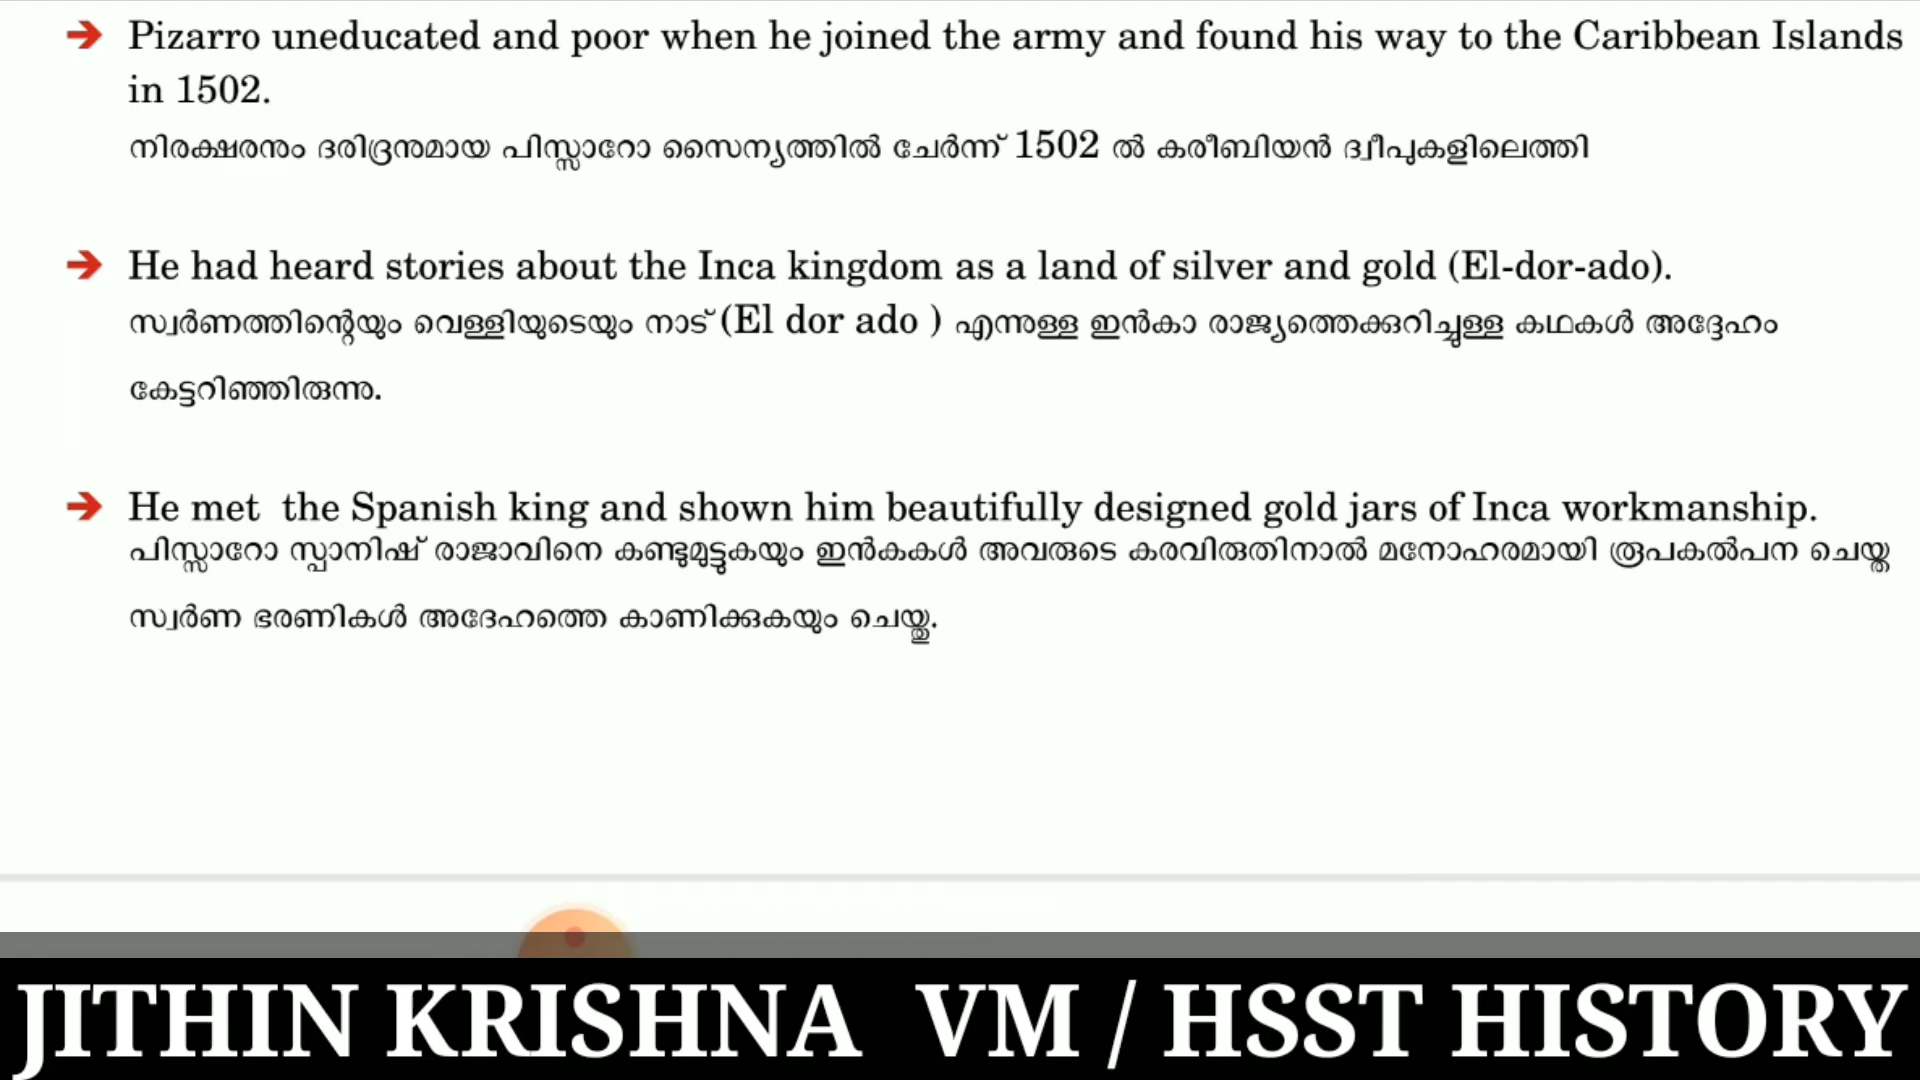 ➔ Pizarro uneducated and poor when he joined the army and found his way to the Caribbean Islands
in 1502.
നിരക്ഷരനും ദരിദ്രനുമായ പിസ്സാറോ സൈന്യത്തിൽ ചേർന്ന് 1502 ൽ കരീബിയൻ ദ്വീപുകളിലെത്തി
➔ He had heard stories about the Inca kingdom as a land of silver and gold (El-dor-ado).
സ്വർണത്തിന്റെയും വെള്ളിയുടെയും നാട് (El dor ado ) എന്നുള്ള ഇൻകാ രാജ്യത്തെക്കുറിച്ചുള്ള കഥകൾ അദ്ദേഹം
കേട്ടറിഞ്ഞിരുന്നു.
➔ He met  the Spanish king and shown him beautifully designed gold jars of Inca workmanship.
പിസ്സാറോ സ്പാനിഷ് രാജാവിനെ കണ്ടുമുട്ടുകയും ഇൻകകൾ അവരുടെ കരവിരുതിനാൽ മനോഹരമായി രൂപകൽപന ചെയ്ത
സ്വർണ ഭരണികൾ അദേഹത്തെ കാണിക്കുകയും ചെയ്തു.
JITHIN KRISHNA  VM / HSST HISTORY